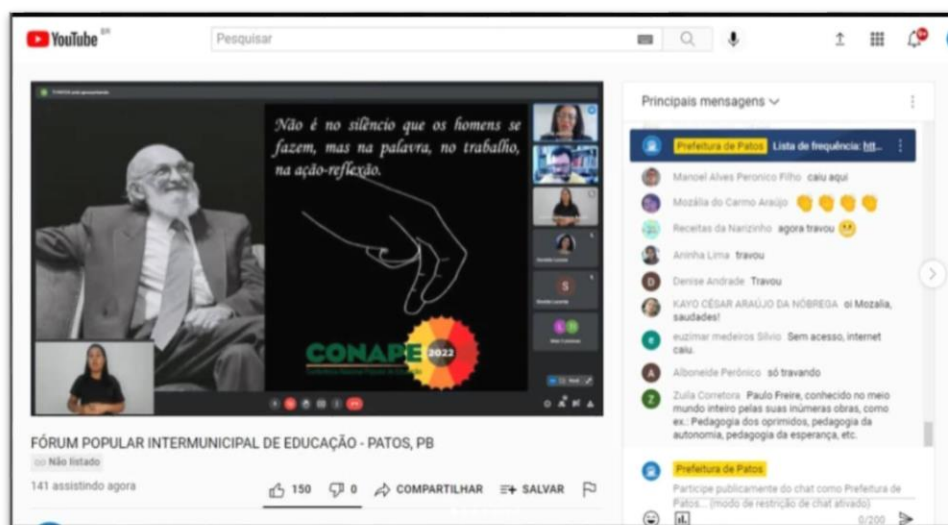 YouTube BR
Pesquisar
9+
Não é no silêncio que os homens se
fazem, mas na palavra, no trabalho,
na ação-reflexão.
CONAPE 2022
S
FÓRUM POPULAR INTERMUNICIPAL DE EDUCAÇÃO - PATOS, PB
Não listado
141 assistindo agora
150
0
COMPARTILHAR
SALVAR
Principais mensagens
Prefeitura de Patos Lista de frequência: htt...
Manoel Alves Peronico Filho caiu aqui
Mozália do Carmo Araújo 👏👏👏👏
Receitas da Narizinho agora travou
Aninha Lima travou
D Denise Andrade Travou
KAYO CÉSAR ARAÚJO DA NÓBREGA oi Mozalia,
saudades!
e euzimar medeiros Silvio Sem acesso, internet
caiu.
A Alboneide Perônico só travando
Z Zuila Corretora Paulo Freire, conhecido no meio
mundo inteiro pelas suas inúmeras obras, como
ex.: Pedagogia dos oprimidos, pedagogia da
autonomia, pedagogia da esperança, etc.
Prefeitura de Patos
Participe publicamente do chat como Prefeitura de
Patos... (modo de restrição de chat ativado)
0/200